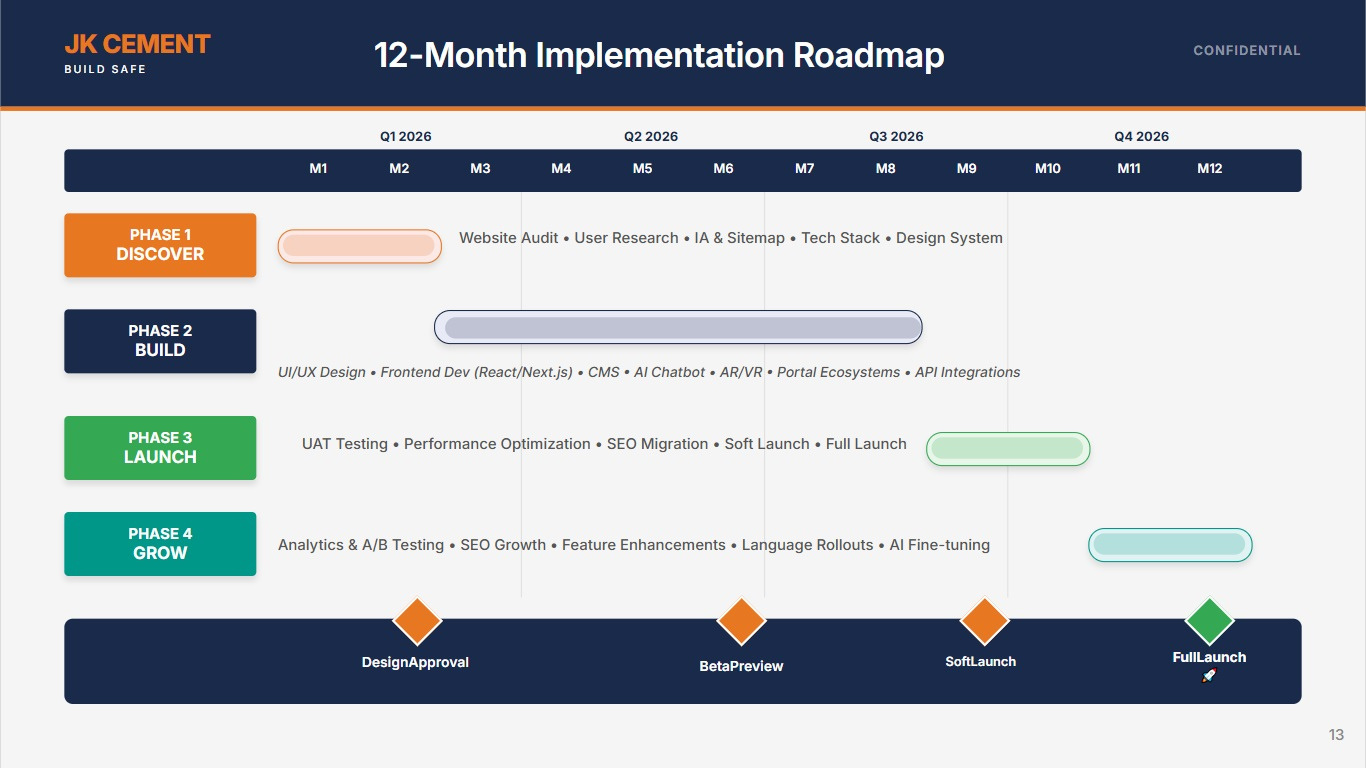 JK CEMENT
BUILD SAFE
12-Month Implementation Roadmap
CONFIDENTIAL
Q1 2026 Q2 2026 Q3 2026 Q4 2026
M1 M2 M3 M4 M5 M6 M7 M8 M9 M10 M11 M12
PHASE 1
DISCOVER
Website Audit • User Research • IA & Sitemap • Tech Stack • Design System
PHASE 2
BUILD
UI/UX Design • Frontend Dev (React/Next.js) • CMS • AI Chatbot • AR/VR • Portal Ecosystems • API Integrations
PHASE 3
LAUNCH
UAT Testing • Performance Optimization • SEO Migration • Soft Launch • Full Launch
PHASE 4
GROW
Analytics & A/B Testing • SEO Growth • Feature Enhancements • Language Rollouts • AI Fine-tuning
DesignApproval
BetaPreview
SoftLaunch
FullLaunch
🚀
13